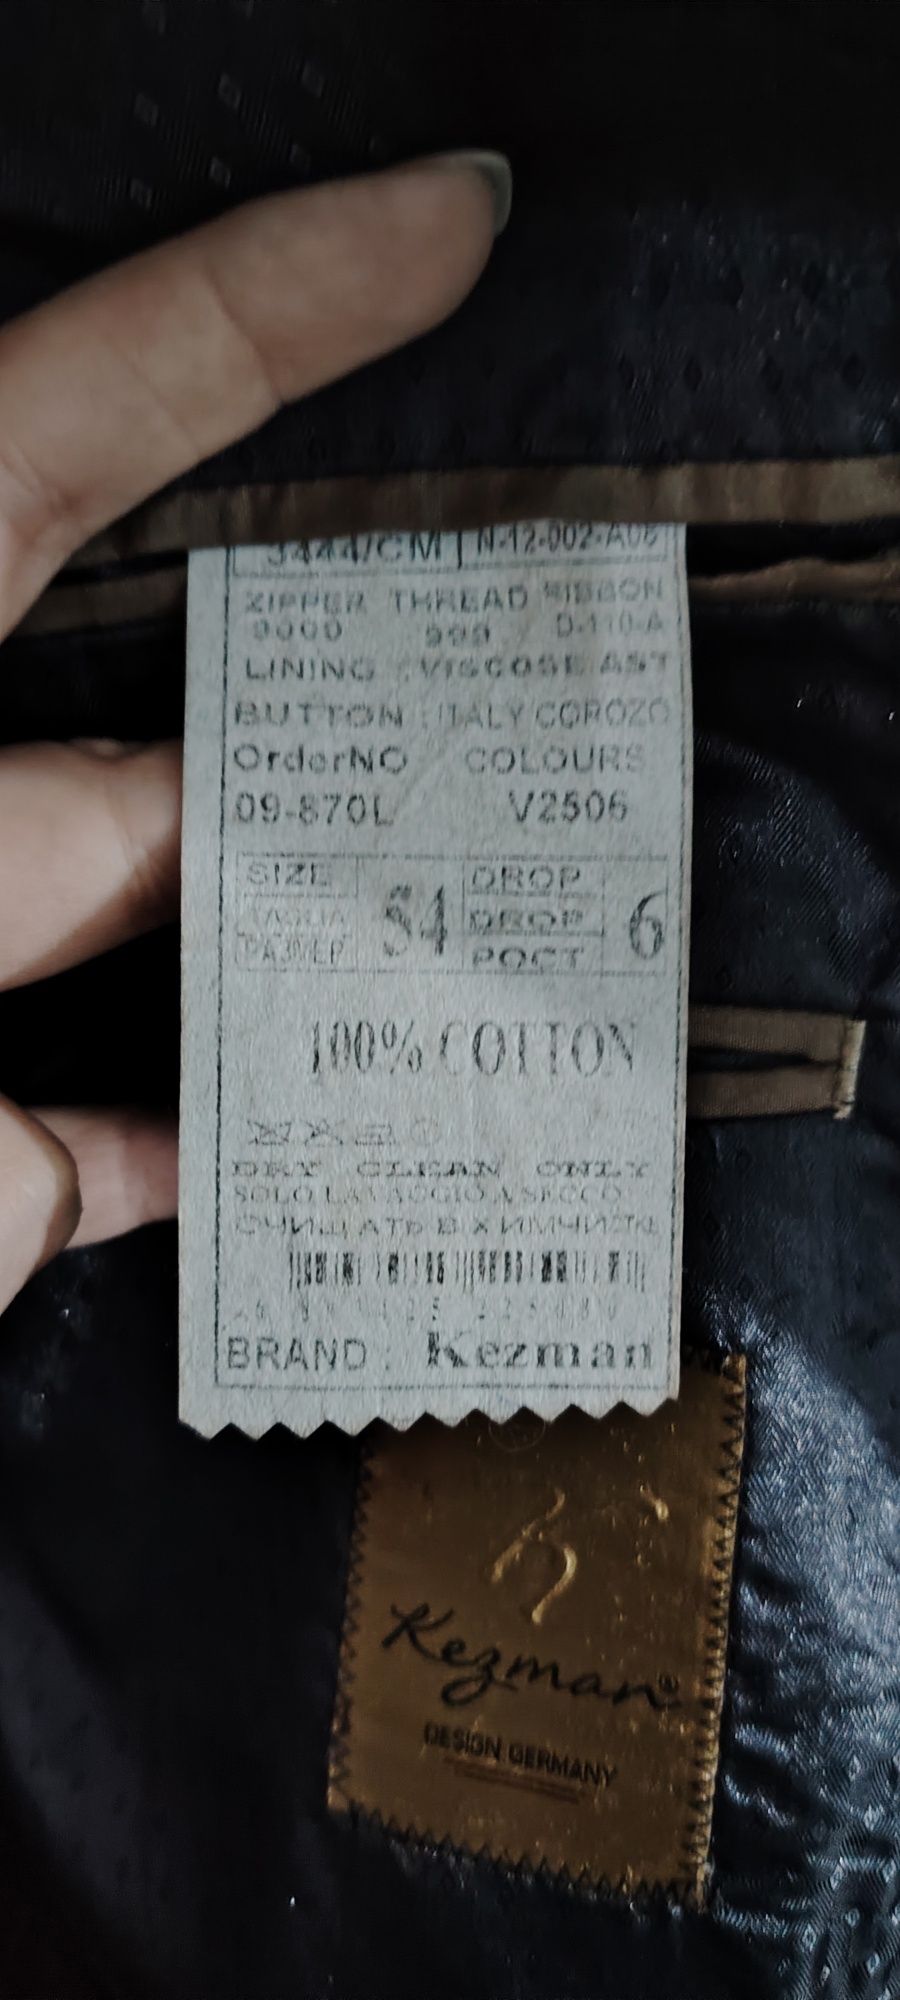 3444/CM N-12-002-A06
ZIPPER THREAD RIBBON
9000 999 D-110-A
LINING : VISCOSE AST
BUTTON : ITALY COROZO
OrderNO COLOURS
09-870L V2506
SIZE DROP
TAGLIA 54 DROP 6
РАЗМЕР РОСТ
100% COTTON
DRY CLEAN ONLY
SOLO LAVAGGIO A SECCO
ОЧИЩАТЬ В ХИМЧИТКЕ
BRAND : Kezman
Kezman®
DESIGN GERMANY